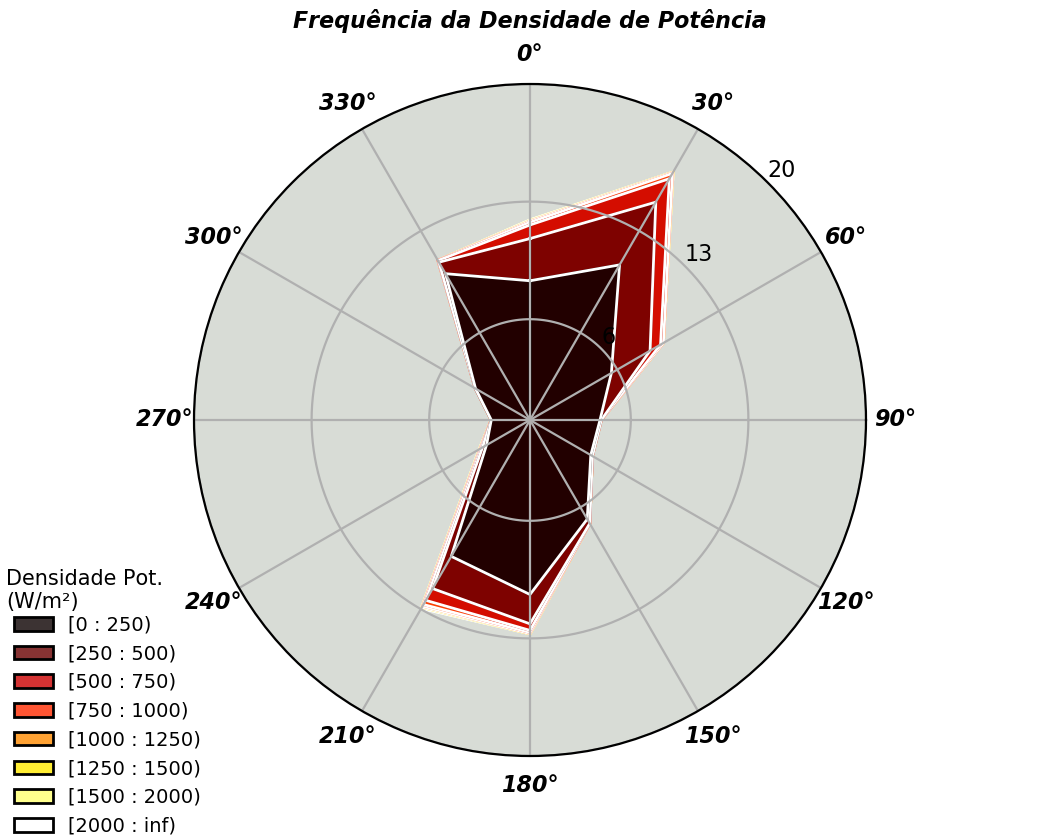 Frequência da Densidade de Potência
0°
330°
30°
20
300°
60°
13
6
270°
90°
240°
120°
210°
150°
180°
Densidade Pot.
(W/m²)
[0 : 250)
[250 : 500)
[500 : 750)
[750 : 1000)
[1000 : 1250)
[1250 : 1500)
[1500 : 2000)
[2000 : inf)